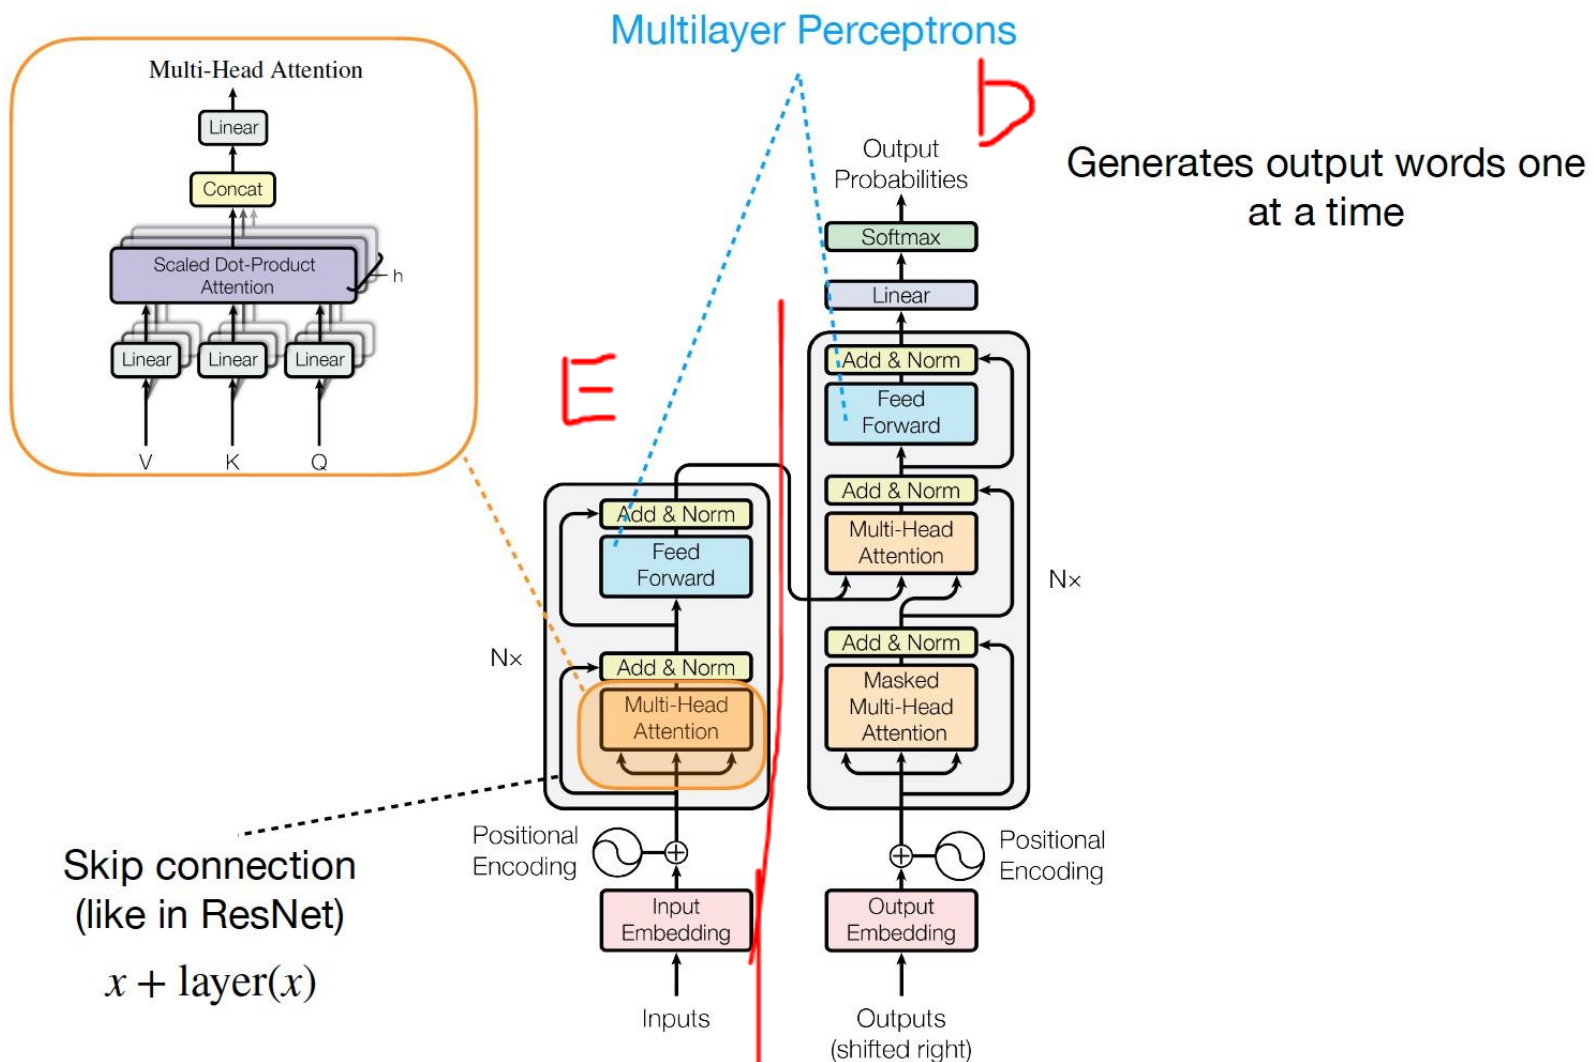 Multilayer Perceptrons
Multi-Head Attention
Linear
Concat
Scaled Dot-Product
Attention
h
Linear
Linear
Linear
V
K
Q
E
D
Generates output words one
at a time
Output
Probabilities
Softmax
Linear
Add & Norm
Feed
Forward
Add & Norm
Multi-Head
Attention
N×
Add & Norm
Masked
Multi-Head
Attention
Positional
Encoding
Output
Embedding
Outputs
(shifted right)
Add & Norm
Feed
Forward
N×
Add & Norm
Multi-Head
Attention
Positional
Encoding
Input
Embedding
Inputs
Skip connection
(like in ResNet)
x + layer(x)